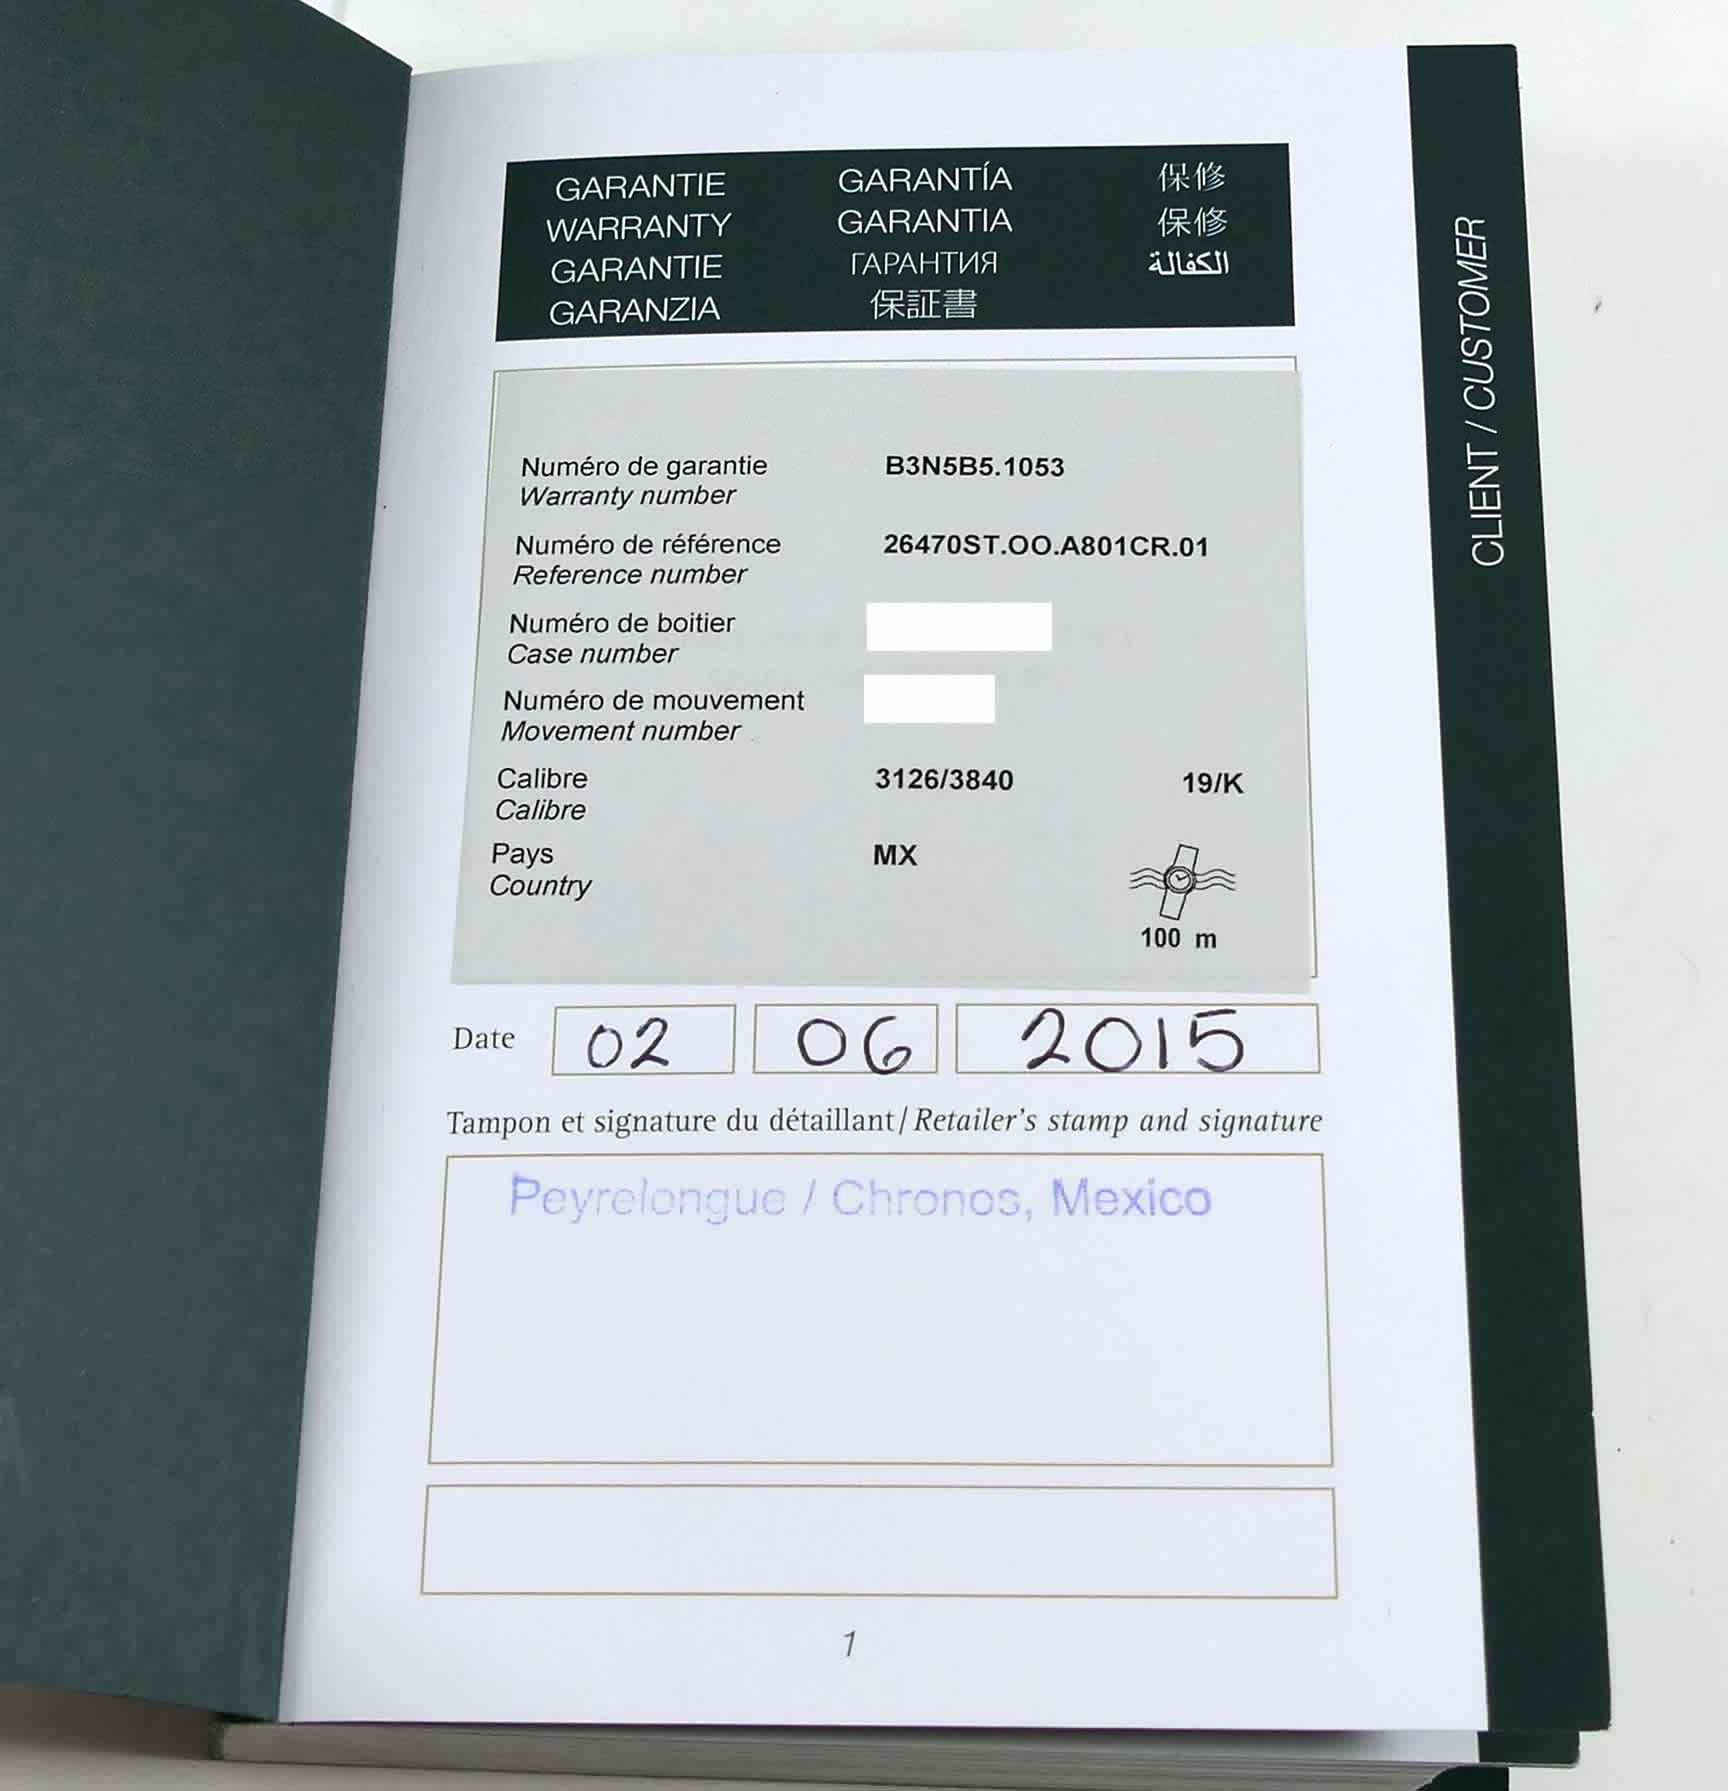 GARANTIE
WARRANTY
GARANTIE
GARANZIA
GARANTÍA
GARANTIA
ГАРАНТИЯ
保証書
保修
保修
الكفالة
CLIENT / CUSTOMER
Numéro de garantie B3N5B5.1053
Warranty number
Numéro de référence 26470ST.OO.A801CR.01
Reference number
Numéro de boitier
Case number
Numéro de mouvement
Movement number
Calibre 3126/3840 19/K
Calibre
Pays MX
Country
100 m
Date 02 06 2015
Tampon et signature du détaillant/Retailer's stamp and signature
Peyrelongue / Chronos, Mexico
1